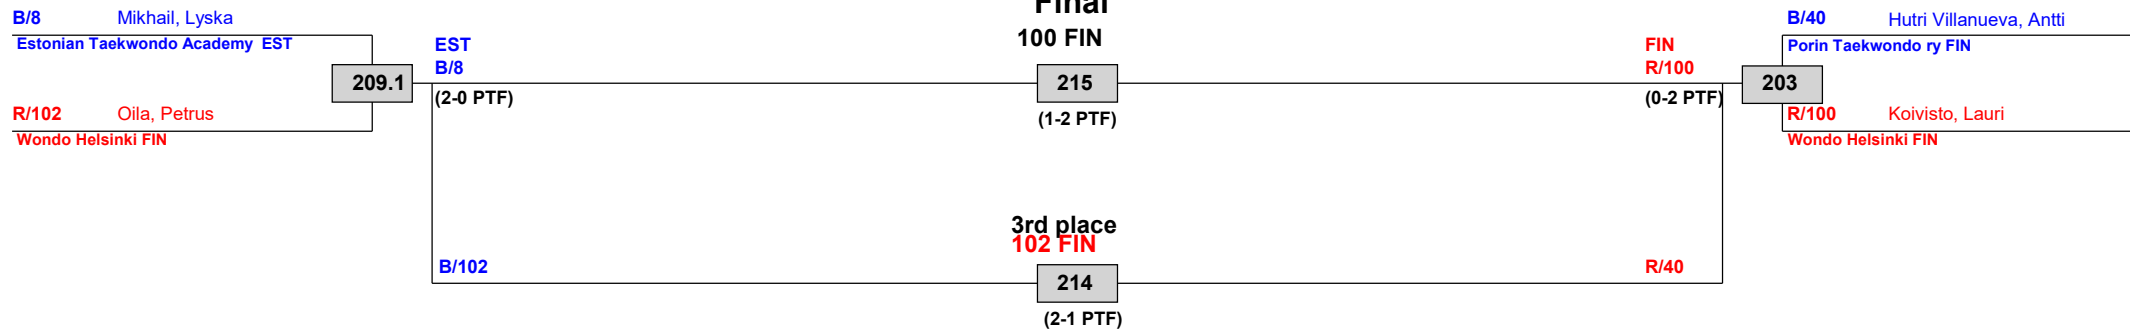 Final
100 FIN
B/8 Mikhail, Lyska
Estonian Taekwondo Academy EST
EST
B/8
209.1
(2-0 PTF)
R/102 Oila, Petrus
Wondo Helsinki FIN
215
(1-2 PTF)
FIN
R/100
(0-2 PTF)
203
B/40 Hutri Villanueva, Antti
Porin Taekwondo ry FIN
R/100 Koivisto, Lauri
Wondo Helsinki FIN
3rd place
102 FIN
B/102
214
R/40
(2-1 PTF)